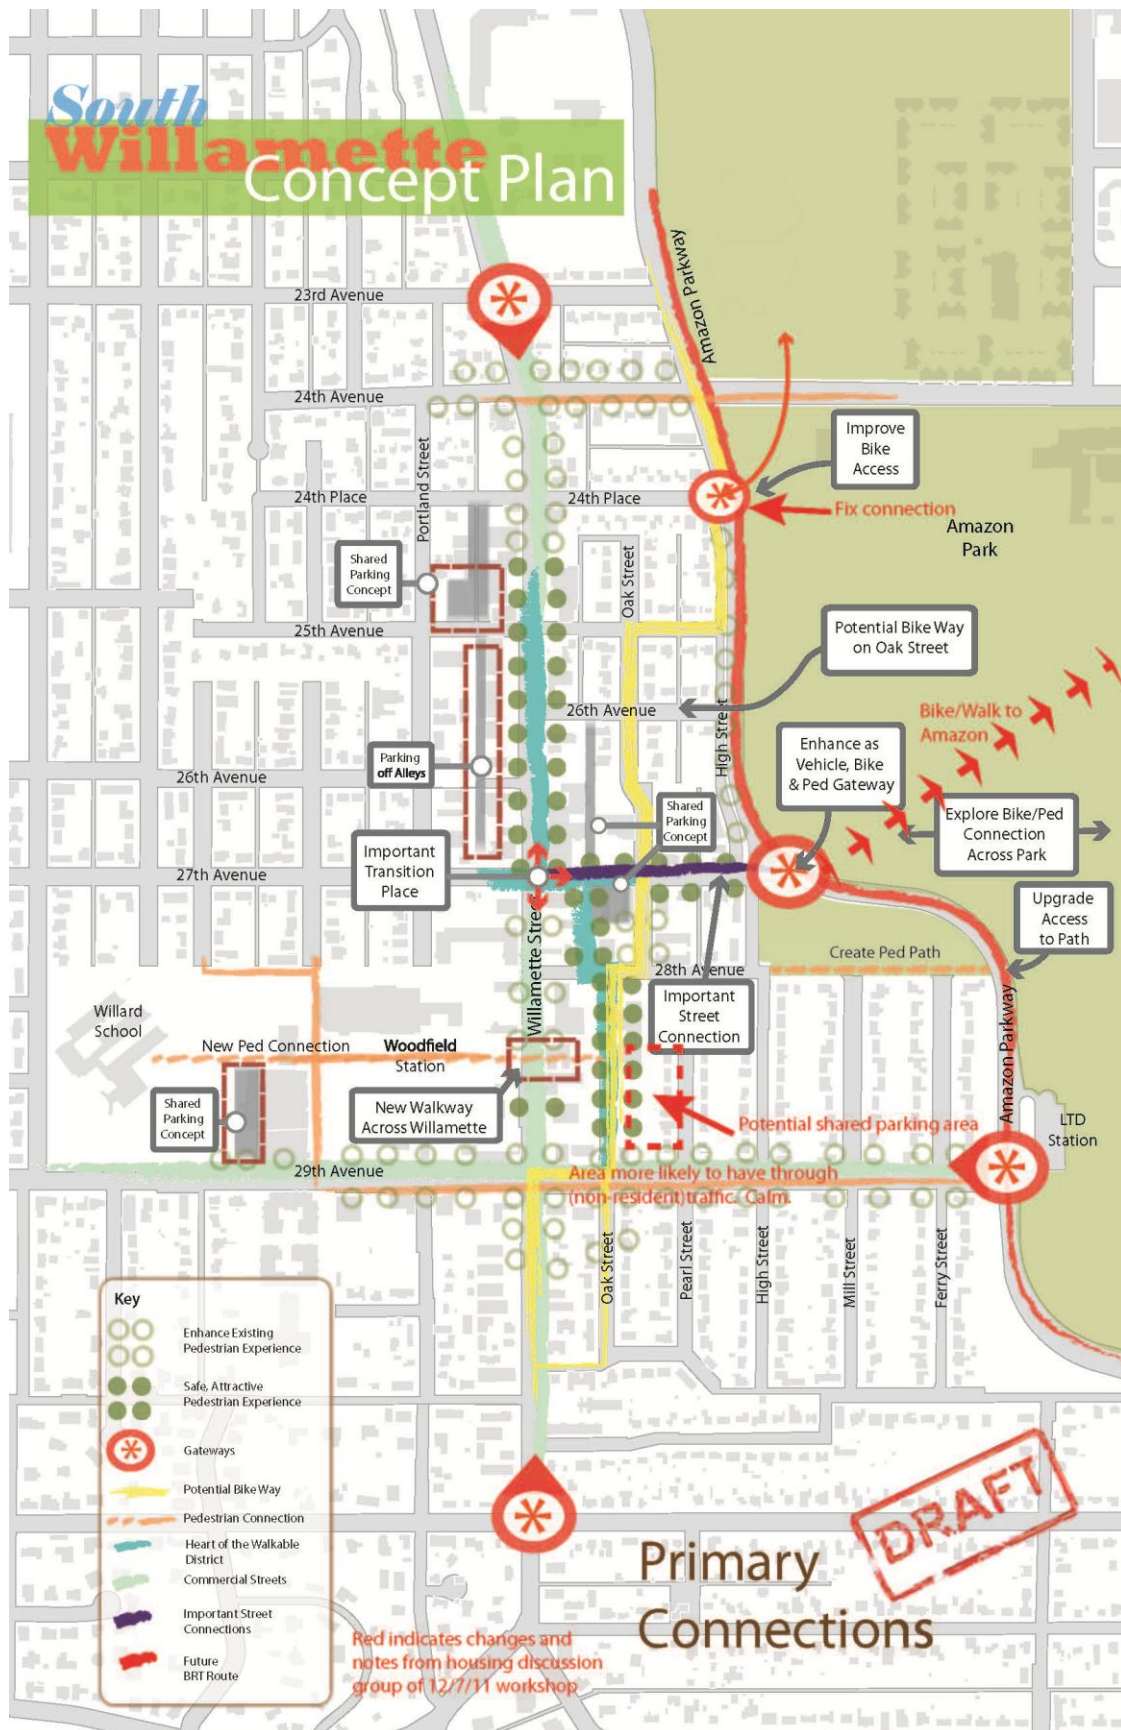 South
Willamette
Concept Plan
23rd Avenue
Amazon Parkway
24th Avenue
Portland Street
Improve
Bike
Access
24th Place
24th Place
Fix connection
Amazon
Park
Shared
Parking
Concept
Oak Street
25th Avenue
Potential Bike Way
on Oak Street
26th Avenue
High Street
Bike/Walk to
Amazon
Enhance as
Vehicle, Bike
& Ped Gateway
Parking
off Alleys
26th Avenue
Shared
Parking
Concept
Explore Bike/Ped
Connection
Across Park
Important
Transition
Place
27th Avenue
Upgrade
Access
to Path
Willamette Street
Create Ped Path
28th Avenue
Important
Street
Connection
Willard
School
New Ped Connection
Woodfield
Station
Amazon Parkway
Shared
Parking
Concept
New Walkway
Across Willamette
Potential shared parking area
LTD
Station
29th Avenue
Area more likely to have through
(non-resident)traffic. Calm.
Oak Street
Pearl Street
High Street
Mill Street
Ferry Street
Key
Enhance Existing
Pedestrian Experience
Safe, Attractive
Pedestrian Experience
Gateways
Potential Bike Way
Pedestrian Connection
Heart of the Walkable
District
Commercial Streets
Important Street
Connections
Future
BRT Route
DRAFT
Primary
Connections
Red indicates changes and
notes from housing discussion
group of 12/7/11 workshop